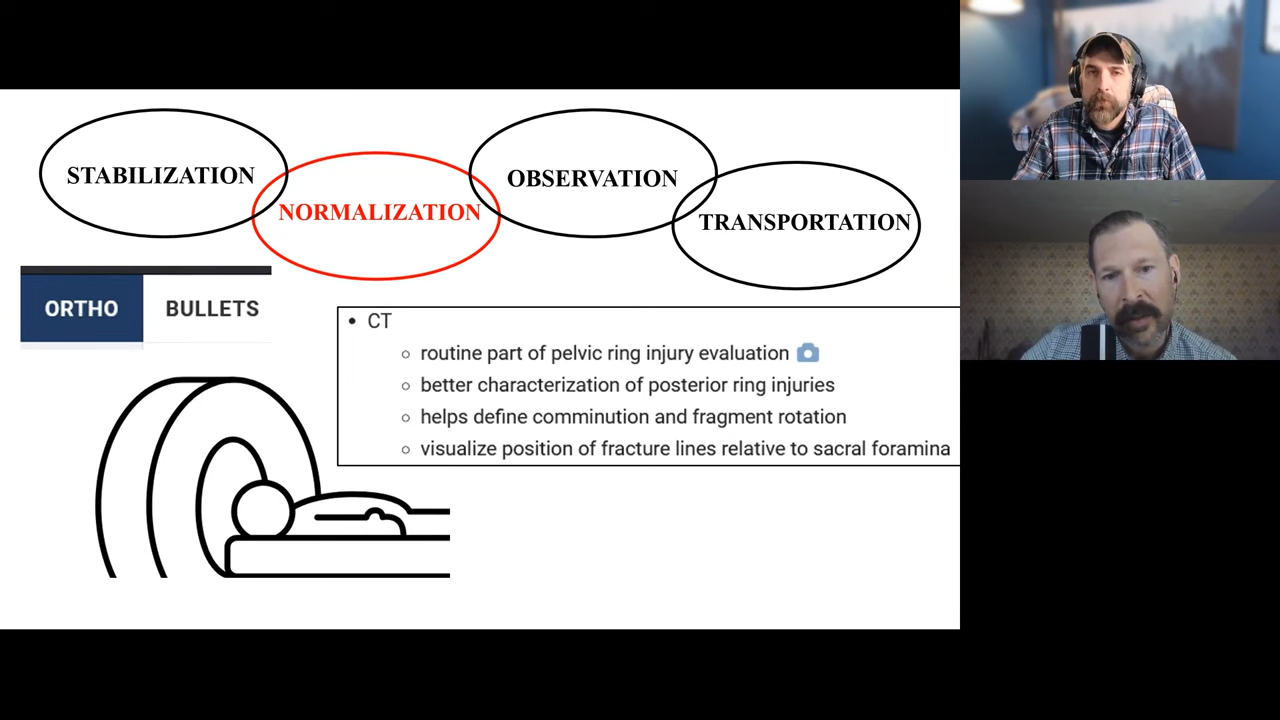 STABILIZATION
NORMALIZATION
OBSERVATION
TRANSPORTATION
ORTHO BULLETS
• CT
○ routine part of pelvic ring injury evaluation
○ better characterization of posterior ring injuries
○ helps define comminution and fragment rotation
○ visualize position of fracture lines relative to sacral foramina